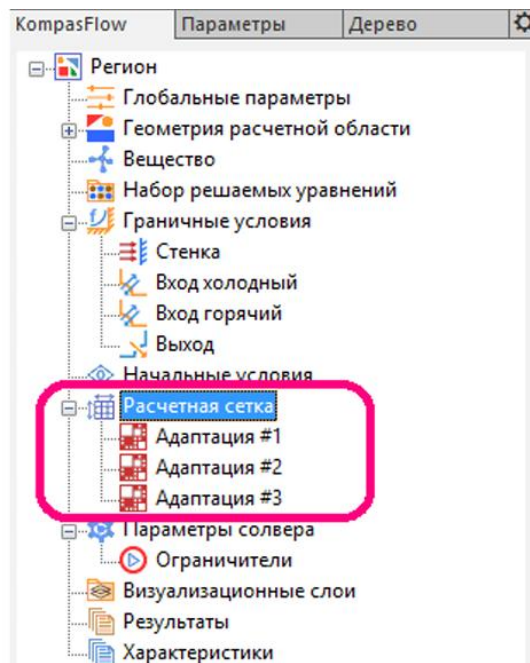 KompasFlow Параметры Дерево
Регион
Глобальные параметры
Геометрия расчетной области
Вещество
Набор решаемых уравнений
Граничные условия
Стенка
Вход холодный
Вход горячий
Выход
Начальные условия
Расчетная сетка
Адаптация #1
Адаптация #2
Адаптация #3
Параметры солвера
Ограничители
Визуализационные слои
Результаты
Характеристики